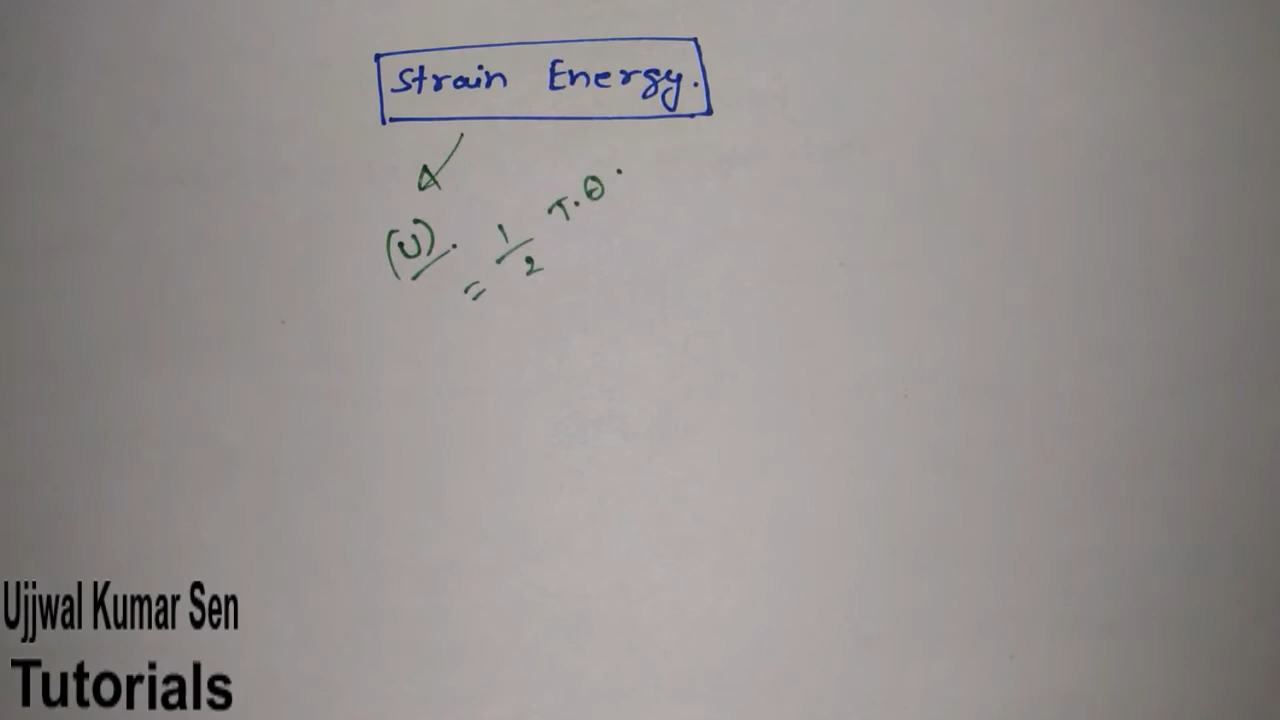 Strain Energy.
(U). = 1/2 T.θ.
Ujjwal Kumar Sen
Tutorials